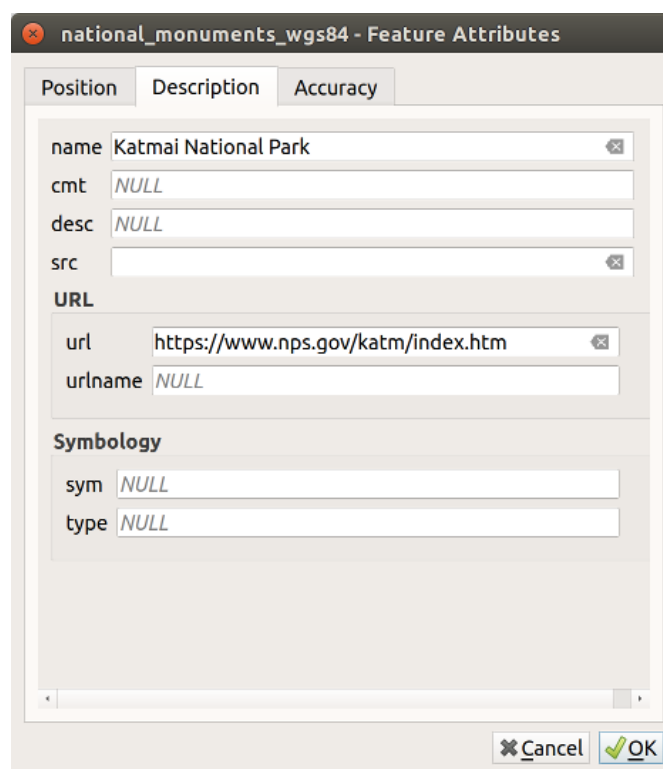 national_monuments_wgs84 - Feature Attributes
Position Description Accuracy
name Katmai National Park
cmt NULL
desc NULL
src
URL
url https://www.nps.gov/katm/index.htm
urlname NULL
Symbology
sym NULL
type NULL
Cancel OK